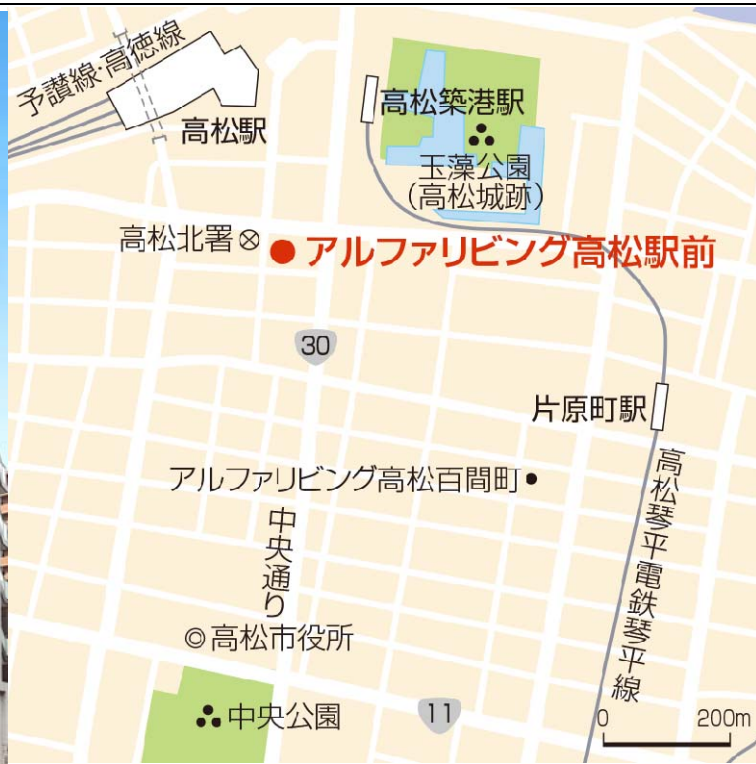 予讃線・高徳線
高松駅
高松築港駅
玉藻公園
(高松城跡)
高松北署
アルファリビング高松駅前
30
片原町駅
アルファリビング高松百間町
高松琴平電鉄琴平線
中央通り
高松市役所
中央公園
11
0 200m